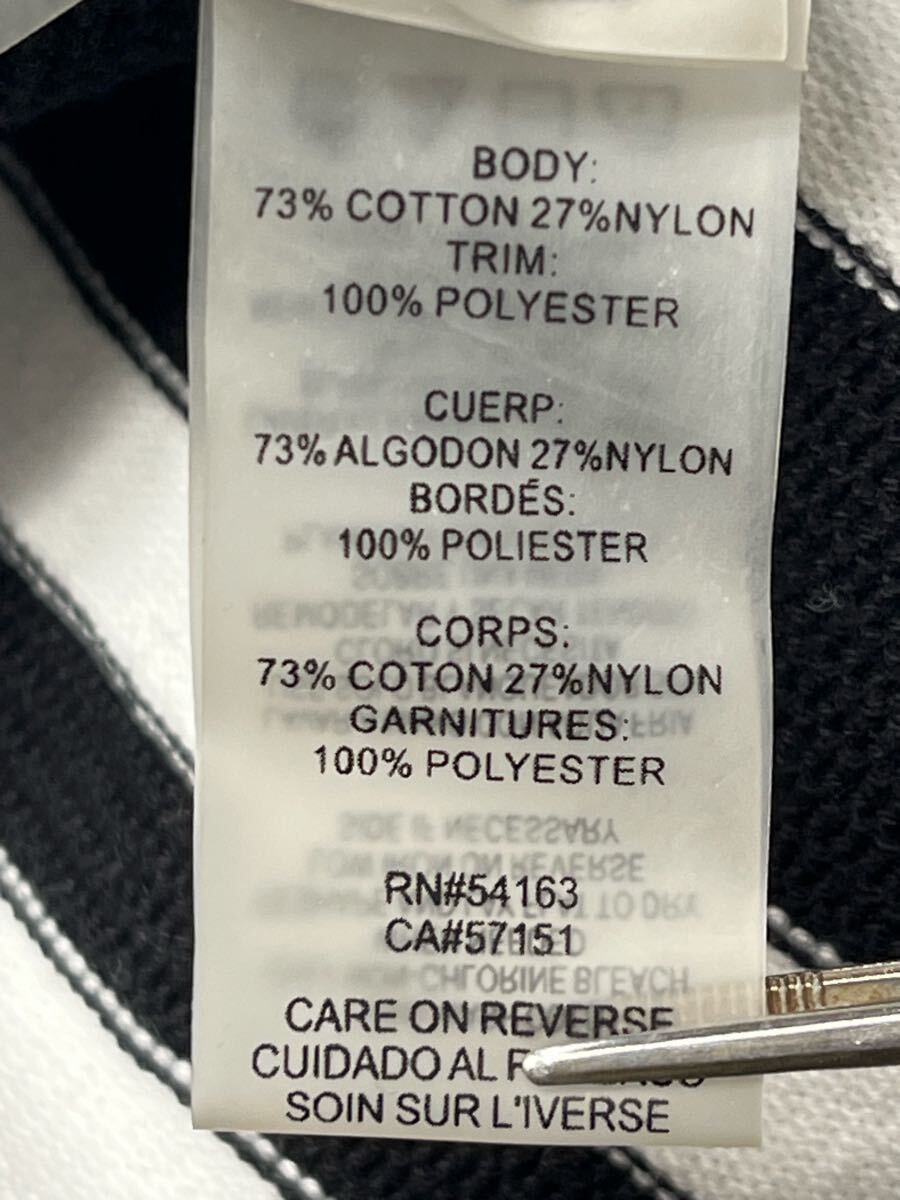 BODY:
73% COTTON 27%NYLON
TRIM:
100% POLYESTER
CUERP:
73% ALGODON 27%NYLON
BORDÉS:
100% POLIESTER
CORPS:
73% COTON 27%NYLON
GARNITURES:
100% POLYESTER
RN#54163
CA#57151
CARE ON REVERSE
CUIDADO AL
SOIN SUR L'IVERSE